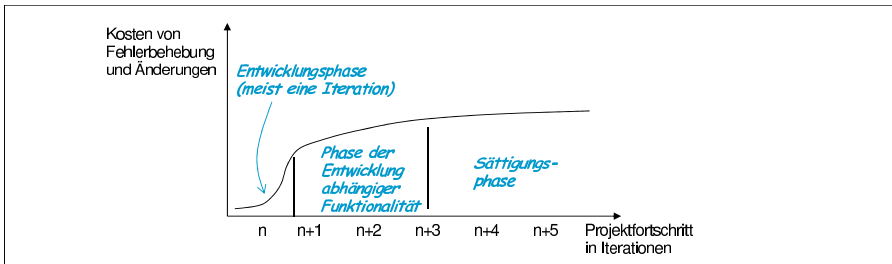 Kosten von
Fehlerbehebung
und Änderungen
Entwicklungsphase
(meist eine Iteration)
Phase der
Entwicklung
abhängiger
Funktionalität
Sättigungs-
phase
n n+1 n+2 n+3 n+4 n+5
Projektfortschritt
in Iterationen